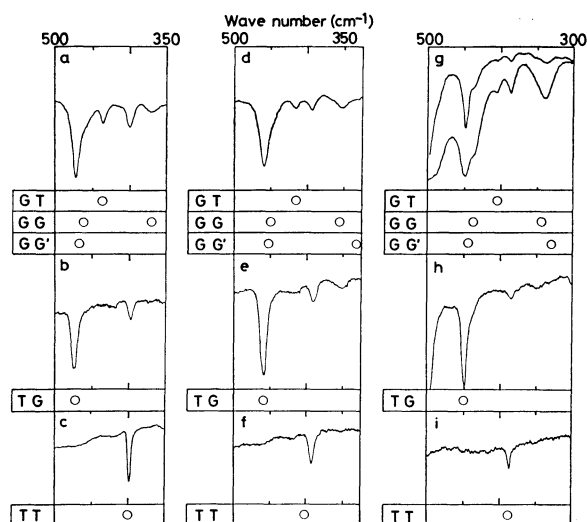 Wave number (cm⁻¹)
500 350 500 350 500 300
a d g
G T G T G T
G G G G G G
G G' G G' G G'
b e h
T G T G T G
c f i
T T T T T T